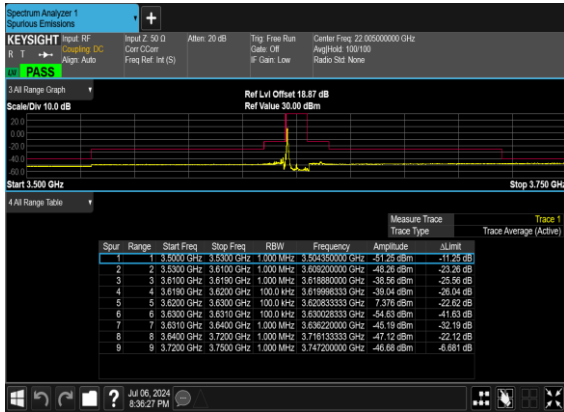 Spectrum Analyzer 1
Spurious Emissions
+
KEYSIGHT Input: RF Input Z: 50 Ω Atten: 20 dB Trig: Free Run Center Freq: 22.005000000 GHz
R T Coupling: DC Corr CCorr Gate: Off Avg|Hold: 100/100
Align: Auto Freq Ref: Int (S) IF Gain: Low Radio Std: None
PASS
3 All Range Graph
Ref Lvl Offset 18.87 dB
Scale/Div 10.0 dB Ref Value 30.00 dBm
20.0
0.00
-20.0
-40.0
-60.0
Start 3.500 GHz Stop 3.750 GHz
4 All Range Table
Measure Trace Trace 1
Trace Type Trace Average (Active)
Spur Range Start Freq Stop Freq RBW Frequency Amplitude ΔLimit
1 1 3.5000 GHz 3.5300 GHz 1.000 MHz 3.504350000 GHz -51.25 dBm -11.25 dB
2 2 3.5300 GHz 3.6100 GHz 1.000 MHz 3.609200000 GHz -48.26 dBm -23.26 dB
3 3 3.6100 GHz 3.6190 GHz 1.000 MHz 3.618880000 GHz -38.56 dBm -25.56 dB
4 4 3.6190 GHz 3.6200 GHz 100.0 kHz 3.619998333 GHz -39.04 dBm -26.04 dB
5 5 3.6200 GHz 3.6300 GHz 100.0 kHz 3.620833333 GHz 7.376 dBm -22.62 dB
6 6 3.6300 GHz 3.6310 GHz 100.0 kHz 3.630028333 GHz -54.63 dBm -41.63 dB
7 7 3.6310 GHz 3.6400 GHz 1.000 MHz 3.636220000 GHz -45.19 dBm -32.19 dB
8 8 3.6400 GHz 3.7200 GHz 1.000 MHz 3.716133333 GHz -47.12 dBm -22.12 dB
9 9 3.7200 GHz 3.7500 GHz 1.000 MHz 3.747200000 GHz -46.68 dBm -6.681 dB
? Jul 06, 2024
8:36:27 PM